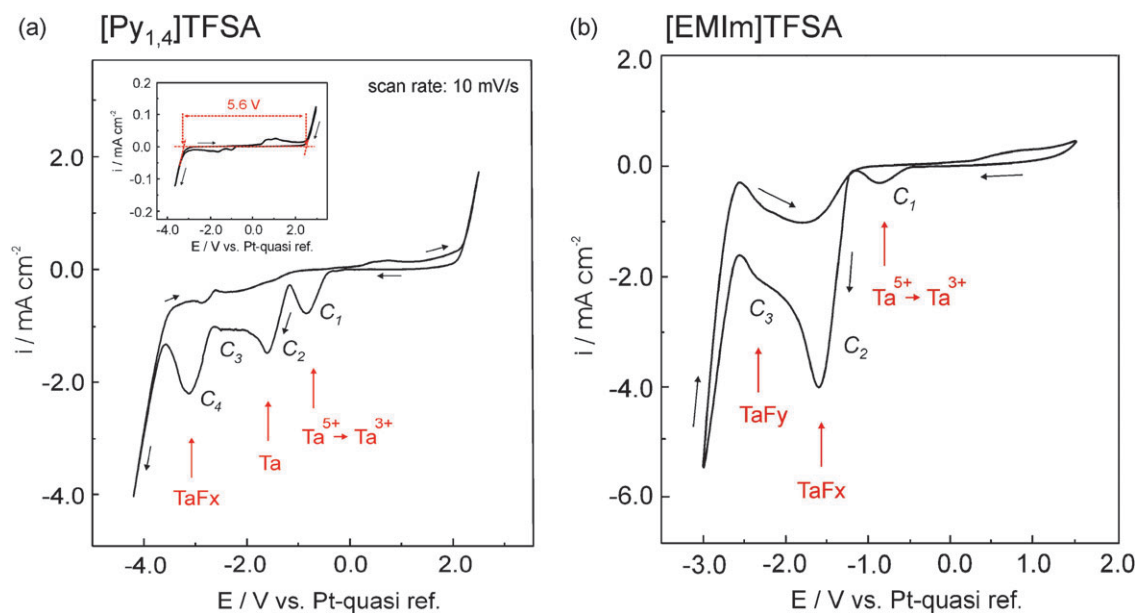 (a) [Py1,4]TFSA
scan rate: 10 mV/s
0.2
0.1
0.0
-0.1
-0.2
i / mA cm-2
5.6 V
-4.0 -2.0 0.0 2.0
E / V vs. Pt-quasi ref.
2.0
0.0
-2.0
-4.0
i / mA cm-2
C1
C2
C3
C4
Ta5+ → Ta3+
Ta
TaFx
-4.0 -2.0 0.0 2.0
E / V vs. Pt-quasi ref.
(b) [EMIm]TFSA
2.0
0.0
-2.0
-4.0
-6.0
i / mA cm-2
C1
Ta5+ → Ta3+
C3
C2
TaFy
TaFx
-3.0 -2.0 -1.0 0.0 1.0 2.0
E / V vs. Pt-quasi ref.